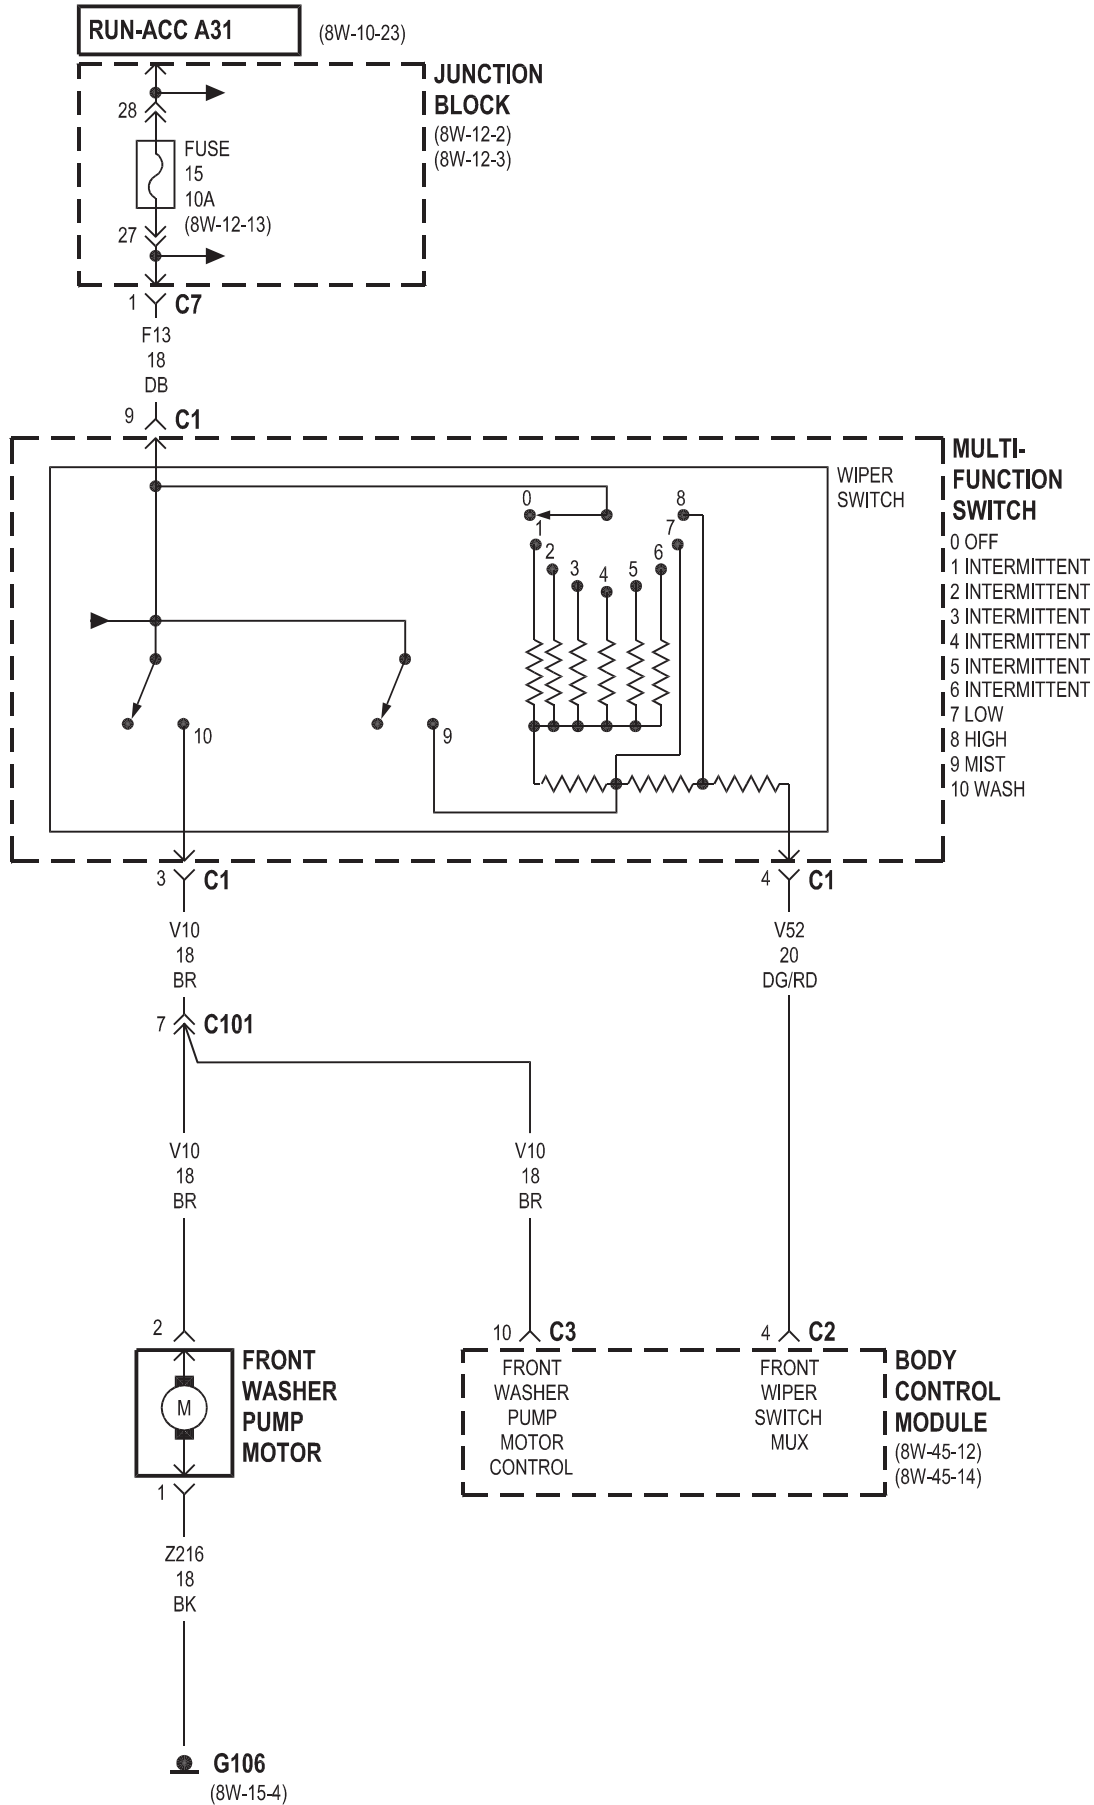 RUN-ACC A31
(8W-10-23)
JUNCTION
BLOCK
(8W-12-2)
(8W-12-3)
28
FUSE
15
10A
(8W-12-13)
27
1
C7
F13
18
DB
9
C1
MULTI-
FUNCTION
SWITCH
0 OFF
1 INTERMITTENT
2 INTERMITTENT
3 INTERMITTENT
4 INTERMITTENT
5 INTERMITTENT
6 INTERMITTENT
7 LOW
8 HIGH
9 MIST
10 WASH
WIPER
SWITCH
0
1
2
3
4
5
6
7
8
10
9
3
C1
4
C1
V10
18
BR
V52
20
DG/RD
7
C101
V10
18
BR
V10
18
BR
2
10
C3
4
C2
FRONT
WASHER
PUMP
MOTOR
M
FRONT
WASHER
PUMP
MOTOR
CONTROL
FRONT
WIPER
SWITCH
MUX
BODY
CONTROL
MODULE
(8W-45-12)
(8W-45-14)
1
Z216
18
BK
G106
(8W-15-4)